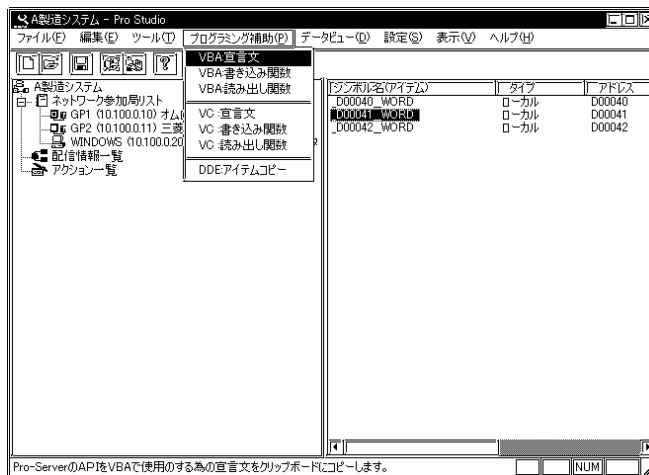 A製造システム - Pro Studio
ファイル(F) 編集(E) ツール(T) プログラミング補助(P) データビュー(D) 設定(S) 表示(V) ヘルプ(H)
VBA:宣言文
VBA:書き込み関数
VBA:読み出し関数
VC :宣言文
VC :書き込み関数
VC :読み出し関数
DDE:アイテムコピー
A製造システム
ネットワーク参加局リスト
GP1 (10.100.0.10) オム
GP2 (10.100.0.11) 三菱
WINDOWS (10.100.0.20)
配信情報一覧
アクション一覧
シンボル名(アイテム) タイプ アドレス
_D00040_WORD ローカル D00040
_D00041_WORD ローカル D00041
_D00042_WORD ローカル D00042
Pro-ServerのAPIをVBAで使用のする為の宣言文をクリップボードにコピーします。
NUM